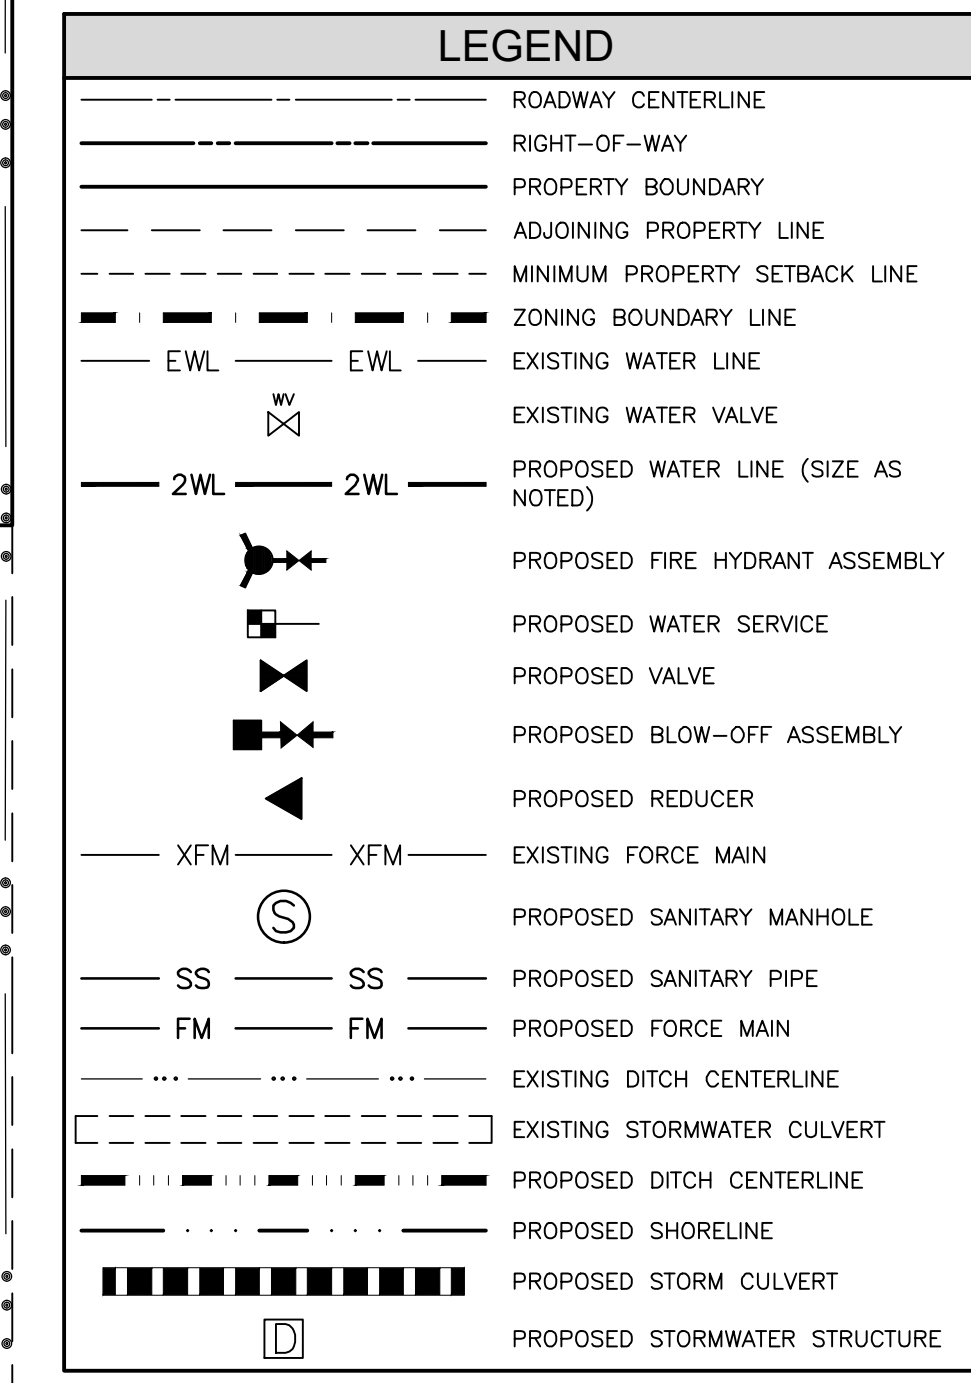 LEGEND
ROADWAY CENTERLINE
RIGHT-OF-WAY
PROPERTY BOUNDARY
ADJOINING PROPERTY LINE
MINIMUM PROPERTY SETBACK LINE
ZONING BOUNDARY LINE
EWL EWL EXISTING WATER LINE
WV
EXISTING WATER VALVE
2WL 2WL PROPOSED WATER LINE (SIZE AS
NOTED)
PROPOSED FIRE HYDRANT ASSEMBLY
PROPOSED WATER SERVICE
PROPOSED VALVE
PROPOSED BLOW-OFF ASSEMBLY
PROPOSED REDUCER
XFM XFM EXISTING FORCE MAIN
S PROPOSED SANITARY MANHOLE
SS SS PROPOSED SANITARY PIPE
FM FM PROPOSED FORCE MAIN
EXISTING DITCH CENTERLINE
EXISTING STORMWATER CULVERT
PROPOSED DITCH CENTERLINE
PROPOSED SHORELINE
PROPOSED STORM CULVERT
D PROPOSED STORMWATER STRUCTURE